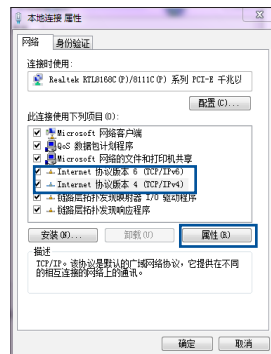 本地连接 属性
网络 身份验证
连接时使用:
Realtek RTL8168C(P)/8111C(P) 系列 PCI-E 千兆以
配置(C)...
此连接使用下列项目(O):
Microsoft 网络客户端
QoS 数据包计划程序
Microsoft 网络的文件和打印机共享
Internet 协议版本 6 (TCP/IPv6)
Internet 协议版本 4 (TCP/IPv4)
链路层拓扑发现映射器 I/O 驱动程序
链路层拓扑发现响应程序
安装(N)... 卸载(U) 属性(R)
描述
TCP/IP。该协议是默认的广域网络协议，它提供在不同
的相互连接的网络上的通讯。
确定 取消